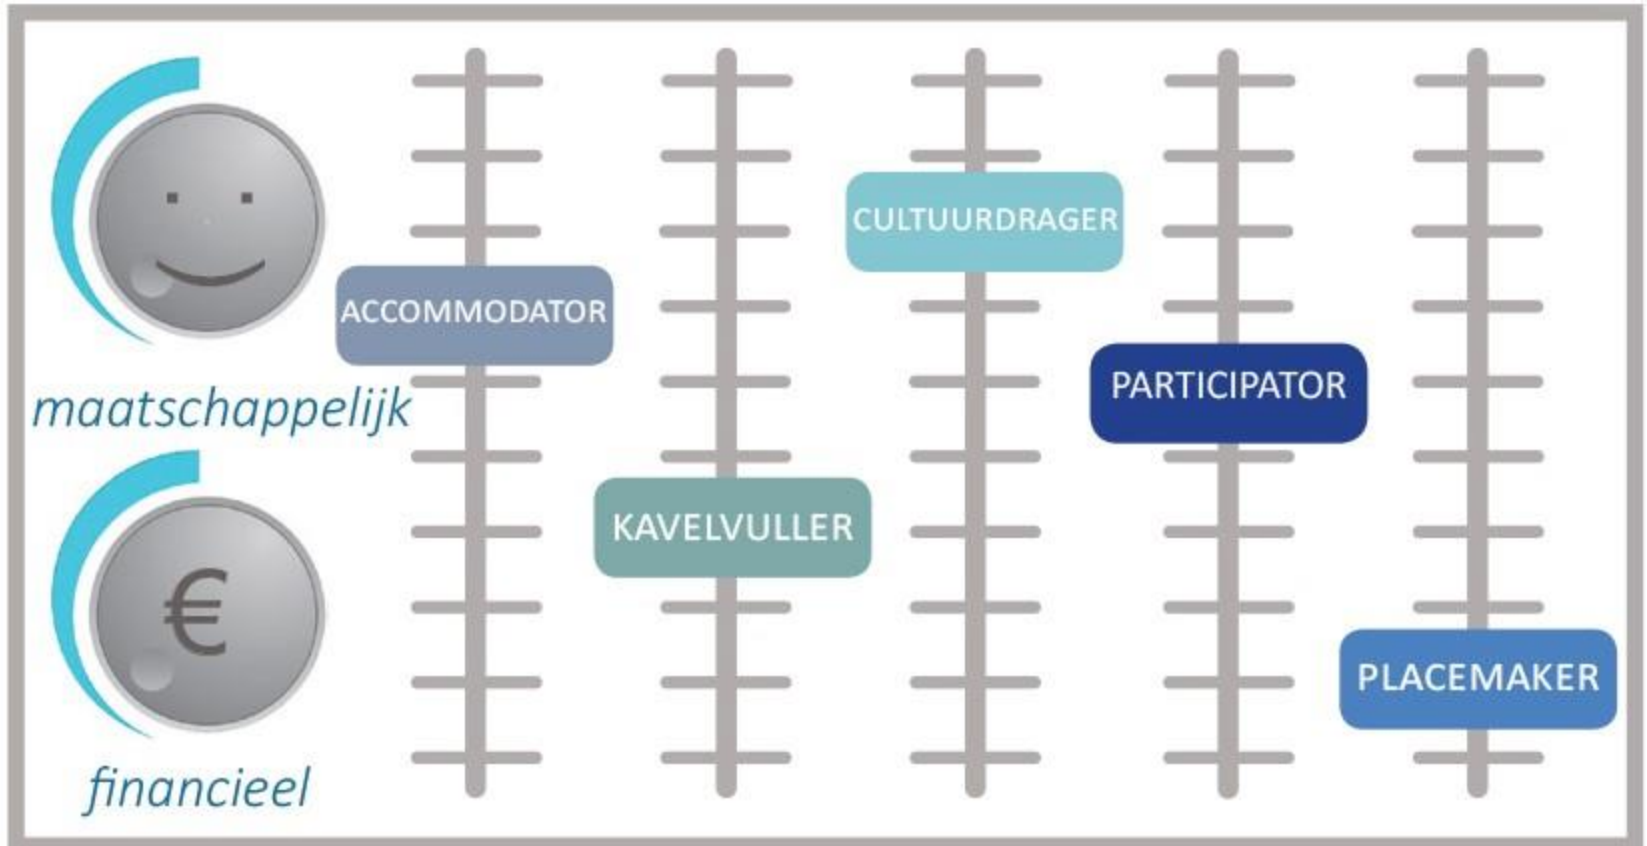 CULTUURDRAGER
ACCOMMODATOR
maatschappelijk
PARTICIPATOR
KAVELVULLER
€
PLACEMAKER
financieel